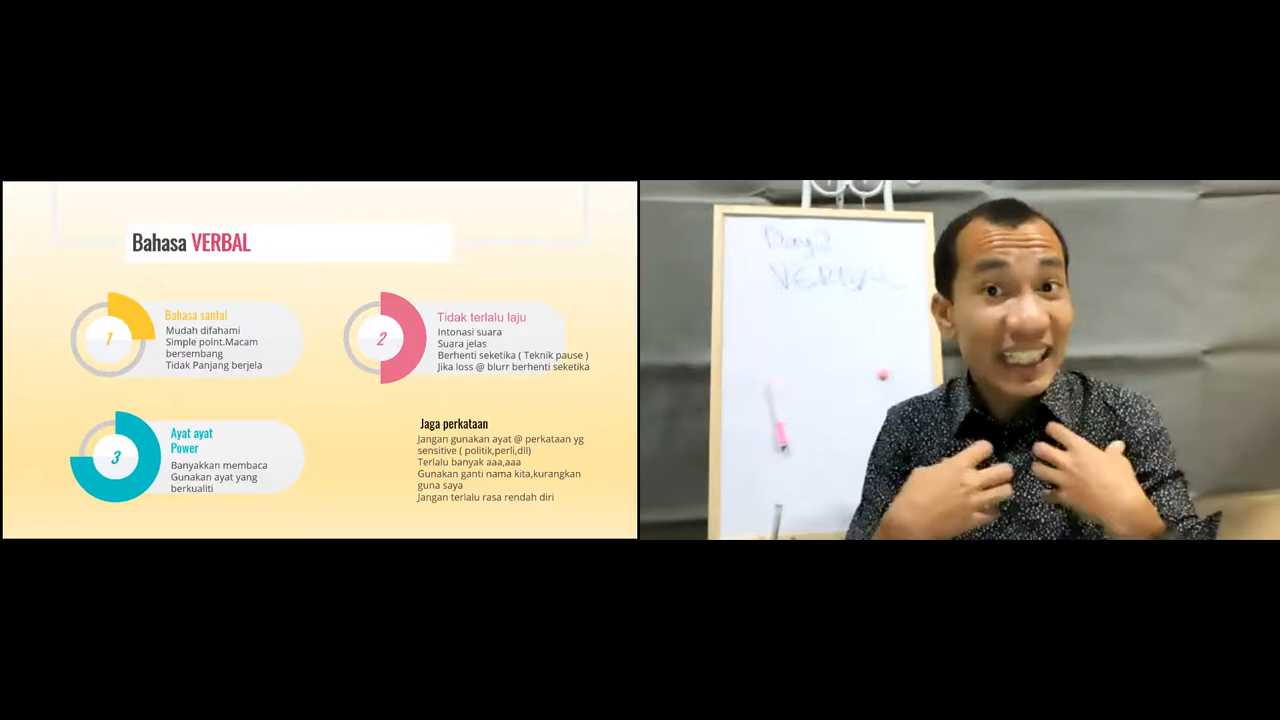 Bahasa VERBAL
1
Bahasa santai
Mudah difahami
Simple point.Macam
bersembang
Tidak Panjang berjela
2
Tidak terlalu laju
Intonasi suara
Suara jelas
Berhenti seketika ( Teknik pause )
Jika loss @ blurr berhenti seketika
3
Ayat ayat
Power
Banyakkan membaca
Gunakan ayat yang
berkualiti
Jaga perkataan
Jangan gunakan ayat @ perkataan yg
sensitive ( politik,perli,dll)
Terlalu banyak aaa,aaa
Gunakan ganti nama kita,kurangkan
guna saya
Jangan terlalu rasa rendah diri
Day 2
VERBAL